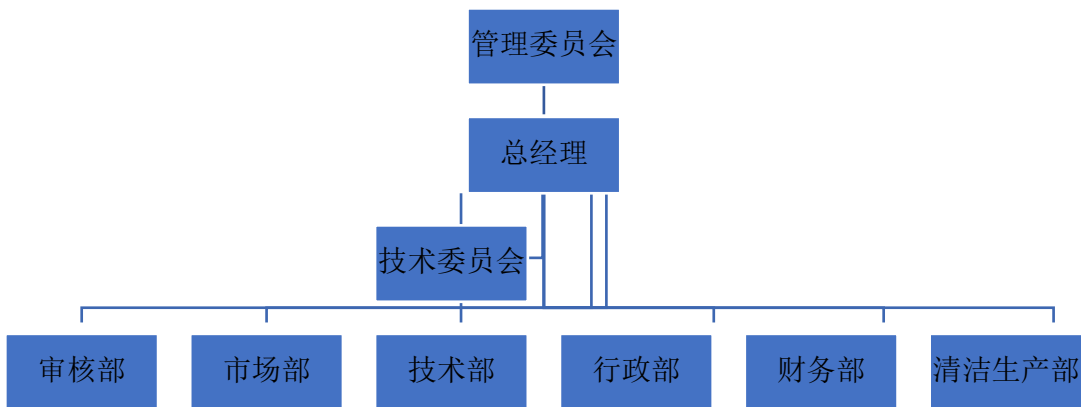 管理委员会
总经理
技术委员会
审核部
市场部
技术部
行政部
财务部
清洁生产部